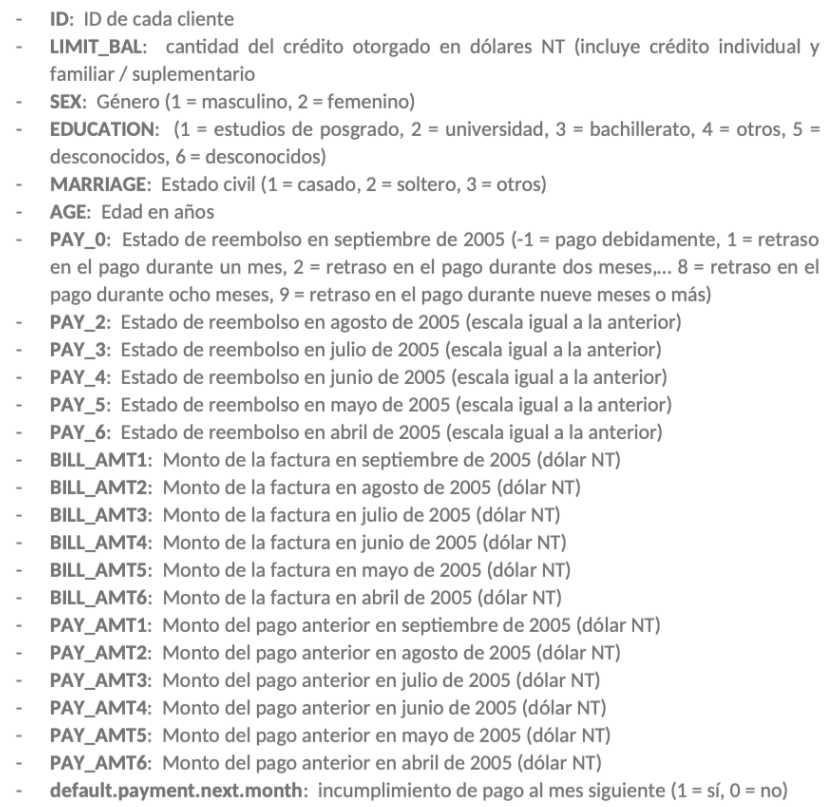 - ID: ID de cada cliente
- LIMIT_BAL: cantidad del crédito otorgado en dólares NT (incluye crédito individual y
familiar / suplementario
- SEX: Género (1 = masculino, 2 = femenino)
- EDUCATION: (1 = estudios de posgrado, 2 = universidad, 3 = bachillerato, 4 = otros, 5 =
desconocidos, 6 = desconocidos)
- MARRIAGE: Estado civil (1 = casado, 2 = soltero, 3 = otros)
- AGE: Edad en años
- PAY_0: Estado de reembolso en septiembre de 2005 (-1 = pago debidamente, 1 = retraso
en el pago durante un mes, 2 = retraso en el pago durante dos meses,... 8 = retraso en el
pago durante ocho meses, 9 = retraso en el pago durante nueve meses o más)
- PAY_2: Estado de reembolso en agosto de 2005 (escala igual a la anterior)
- PAY_3: Estado de reembolso en julio de 2005 (escala igual a la anterior)
- PAY_4: Estado de reembolso en junio de 2005 (escala igual a la anterior)
- PAY_5: Estado de reembolso en mayo de 2005 (escala igual a la anterior)
- PAY_6: Estado de reembolso en abril de 2005 (escala igual a la anterior)
- BILL_AMT1: Monto de la factura en septiembre de 2005 (dólar NT)
- BILL_AMT2: Monto de la factura en agosto de 2005 (dólar NT)
- BILL_AMT3: Monto de la factura en julio de 2005 (dólar NT)
- BILL_AMT4: Monto de la factura en junio de 2005 (dólar NT)
- BILL_AMT5: Monto de la factura en mayo de 2005 (dólar NT)
- BILL_AMT6: Monto de la factura en abril de 2005 (dólar NT)
- PAY_AMT1: Monto del pago anterior en septiembre de 2005 (dólar NT)
- PAY_AMT2: Monto del pago anterior en agosto de 2005 (dólar NT)
- PAY_AMT3: Monto del pago anterior en julio de 2005 (dólar NT)
- PAY_AMT4: Monto del pago anterior en junio de 2005 (dólar NT)
- PAY_AMT5: Monto del pago anterior en mayo de 2005 (dólar NT)
- PAY_AMT6: Monto del pago anterior en abril de 2005 (dólar NT)
- default.payment.next.month: incumplimiento de pago al mes siguiente (1 = sí, 0 = no)